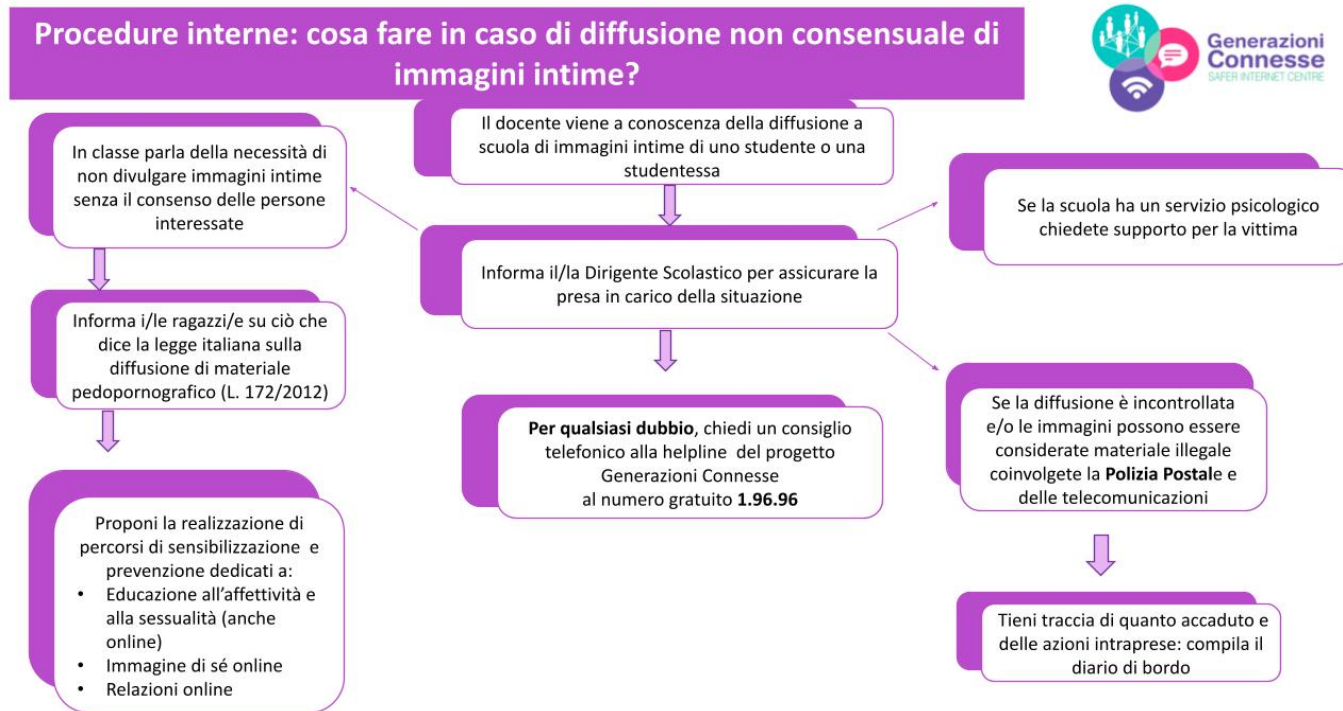 Procedure interne: cosa fare in caso di diffusione non consensuale di
immagini intime?
Generazioni
Connesse
SAFER INTERNET CENTRE
Il docente viene a conoscenza della diffusione a
scuola di immagini intime di uno studente o una
studentessa
In classe parla della necessità di
non divulgare immagini intime
senza il consenso delle persone
interessate
Se la scuola ha un servizio psicologico
chiedete supporto per la vittima
Informa il/la Dirigente Scolastico per assicurare la
presa in carico della situazione
Informa i/le ragazzi/e su ciò che
dice la legge italiana sulla
diffusione di materiale
pedopornografico (L. 172/2012)
Per qualsiasi dubbio, chiedi un consiglio
telefonico alla helpline del progetto
Generazioni Connesse
al numero gratuito 1.96.96
Se la diffusione è incontrollata
e/o le immagini possono essere
considerate materiale illegale
coinvolgete la Polizia Postale e
delle telecomunicazioni
Proponi la realizzazione di
percorsi di sensibilizzazione e
prevenzione dedicati a:
• Educazione all'affettività e
alla sessualità (anche
online)
• Immagine di sé online
• Relazioni online
Tieni traccia di quanto accaduto e
delle azioni intraprese: compila il
diario di bordo